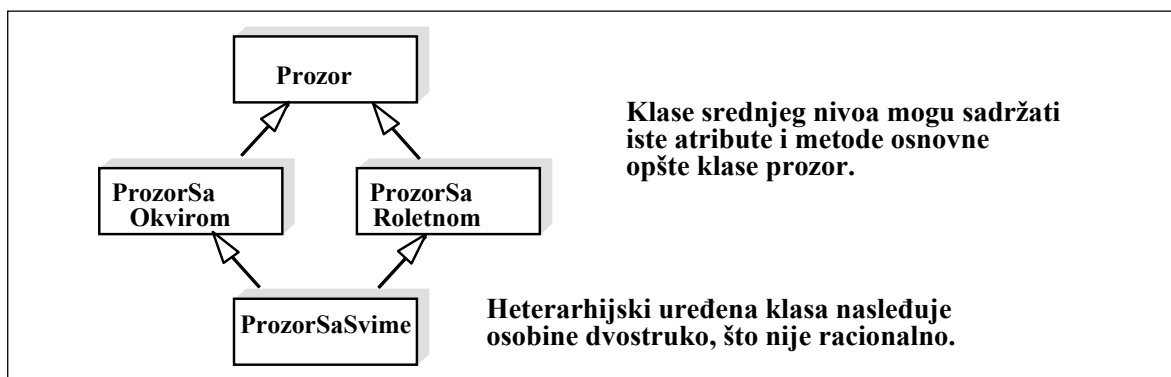 Prozor
Klase srednjeg nivoa mogu sadržati
iste atribute i metode osnovne
opšte klase prozor.
ProzorSa
Okvirom
ProzorSa
Roletnom
ProzorSaSvime
Heterarhijski uređena klasa nasleđuje
osobine dvostruko, što nije racionalno.